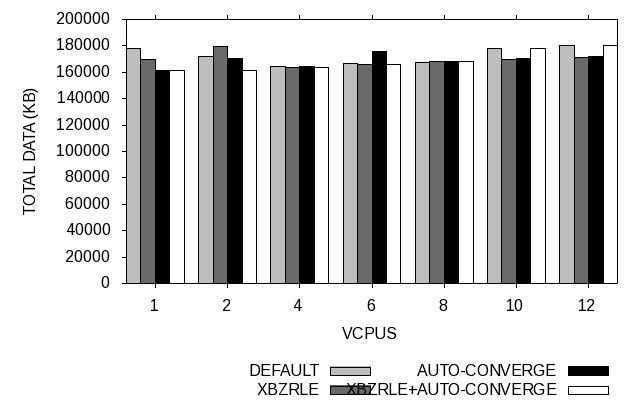 200000
180000
160000
140000
120000
100000
80000
60000
40000
20000
0
TOTAL DATA (KB)
1 2 4 6 8 10 12
VCPUS
DEFAULT AUTO-CONVERGE
XBZRLE XBZRLE+AUTO-CONVERGE